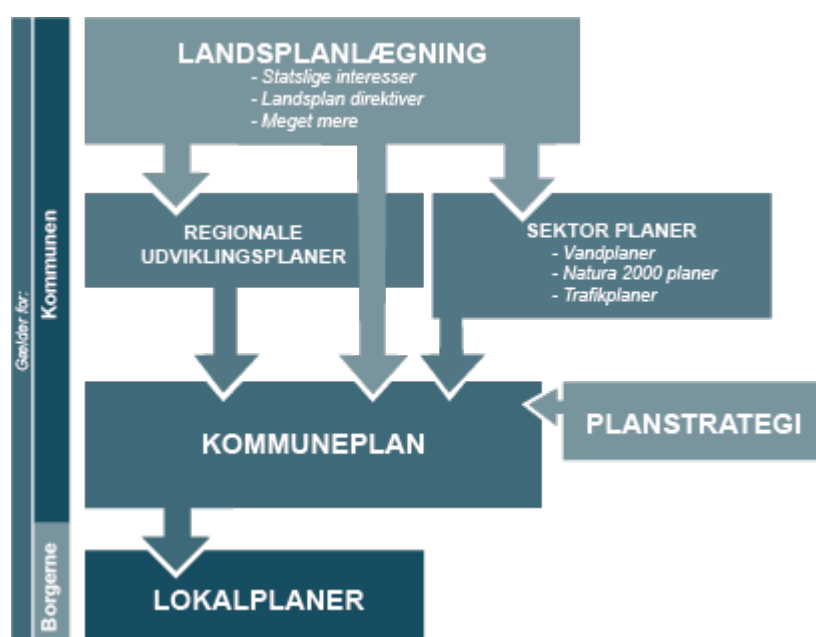 LANDSPLANLÆGNING
- Statslige interesser
- Landsplan direktiver
- Meget mere
REGIONALE
UDVIKLINGSPLANER
SEKTOR PLANER
- Vandplaner
- Natura 2000 planer
- Trafikplaner
KOMMUNEPLAN
PLANSTRATEGI
LOKALPLANER
Gælder for:
Kommunen
Borgerne